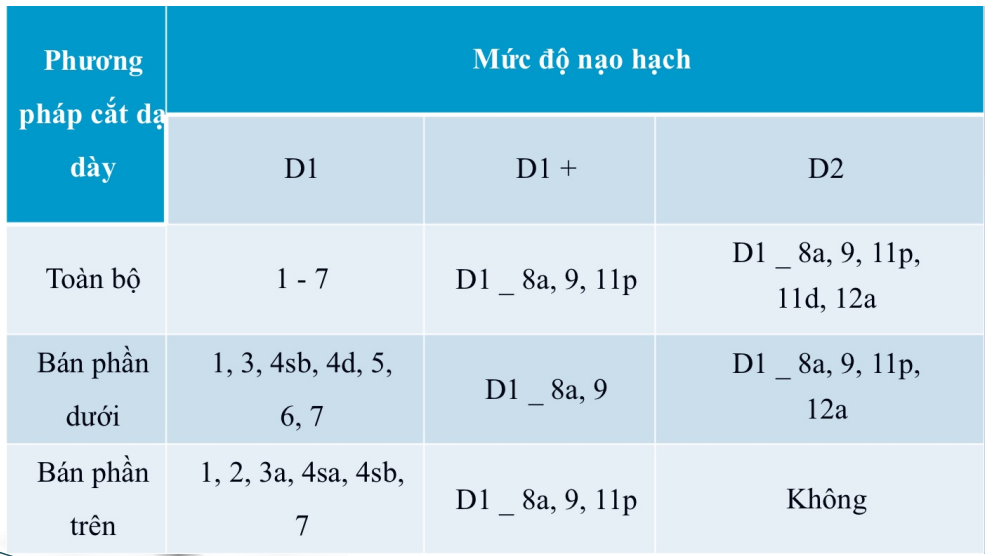 Phương
pháp cắt dạ
dày
Mức độ nạo hạch
D1
D1 +
D2
Toàn bộ
1 - 7
D1 _ 8a, 9, 11p
D1 _ 8a, 9, 11p,
11d, 12a
Bán phần
dưới
1, 3, 4sb, 4d, 5,
6, 7
D1 _ 8a, 9
D1 _ 8a, 9, 11p,
12a
Bán phần
trên
1, 2, 3a, 4sa, 4sb,
7
D1 _ 8a, 9, 11p
Không